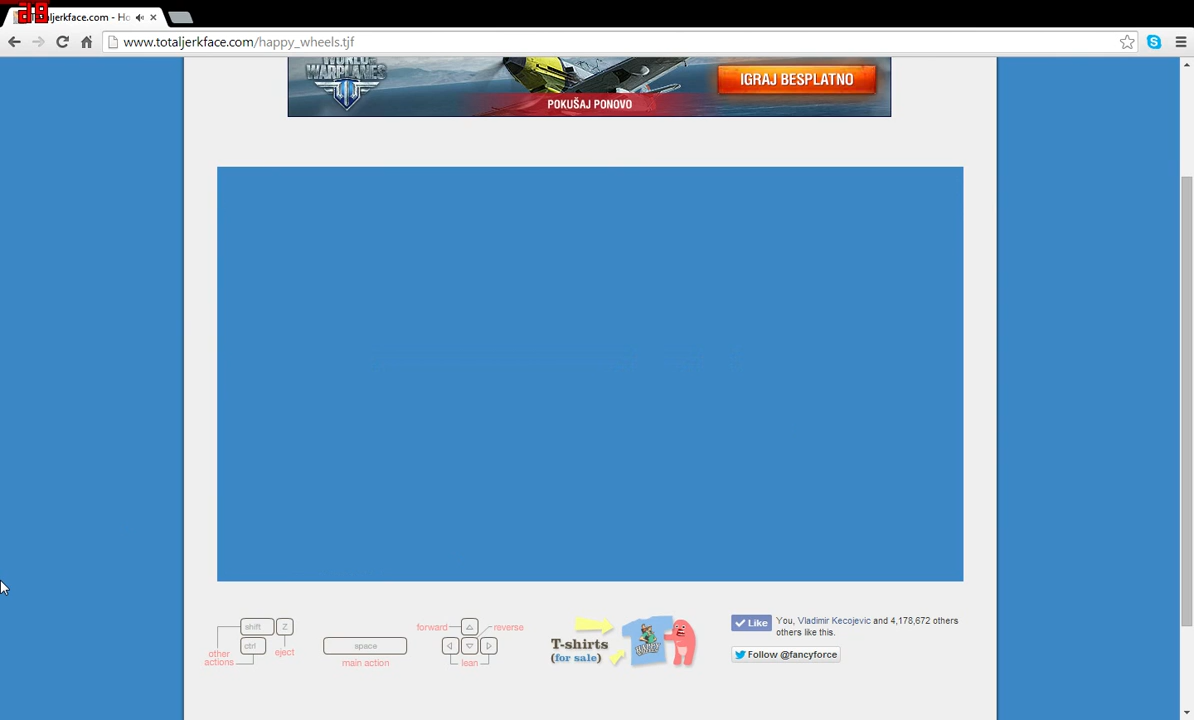 totaljerkface.com - Ho
www.totaljerkface.com/happy_wheels.tjf
WORLD OF
WARPLANES
IGRAJ BESPLATNO
POKUŠAJ PONOVO
shift Z
ctrl
other
actions
eject
space
main action
forward
reverse
lean
T-shirts
(for sale)
Like
You, Vladimir Kecojevic and 4,178,672 others
others like this.
Follow @fancyforce